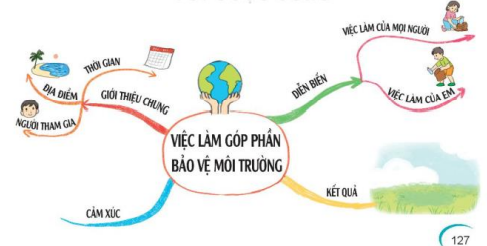 VIỆC LÀM CỦA MỌI NGƯỜI
THỜI GIAN
ĐỊA ĐIỂM
GIỚI THIỆU CHUNG
DIỄN BIẾN
VIỆC LÀM CỦA EM
NGƯỜI THAM GIA
VIỆC LÀM GÓP PHẦN
BẢO VỆ MÔI TRƯỜNG
KẾT QUẢ
CẢM XÚC
127